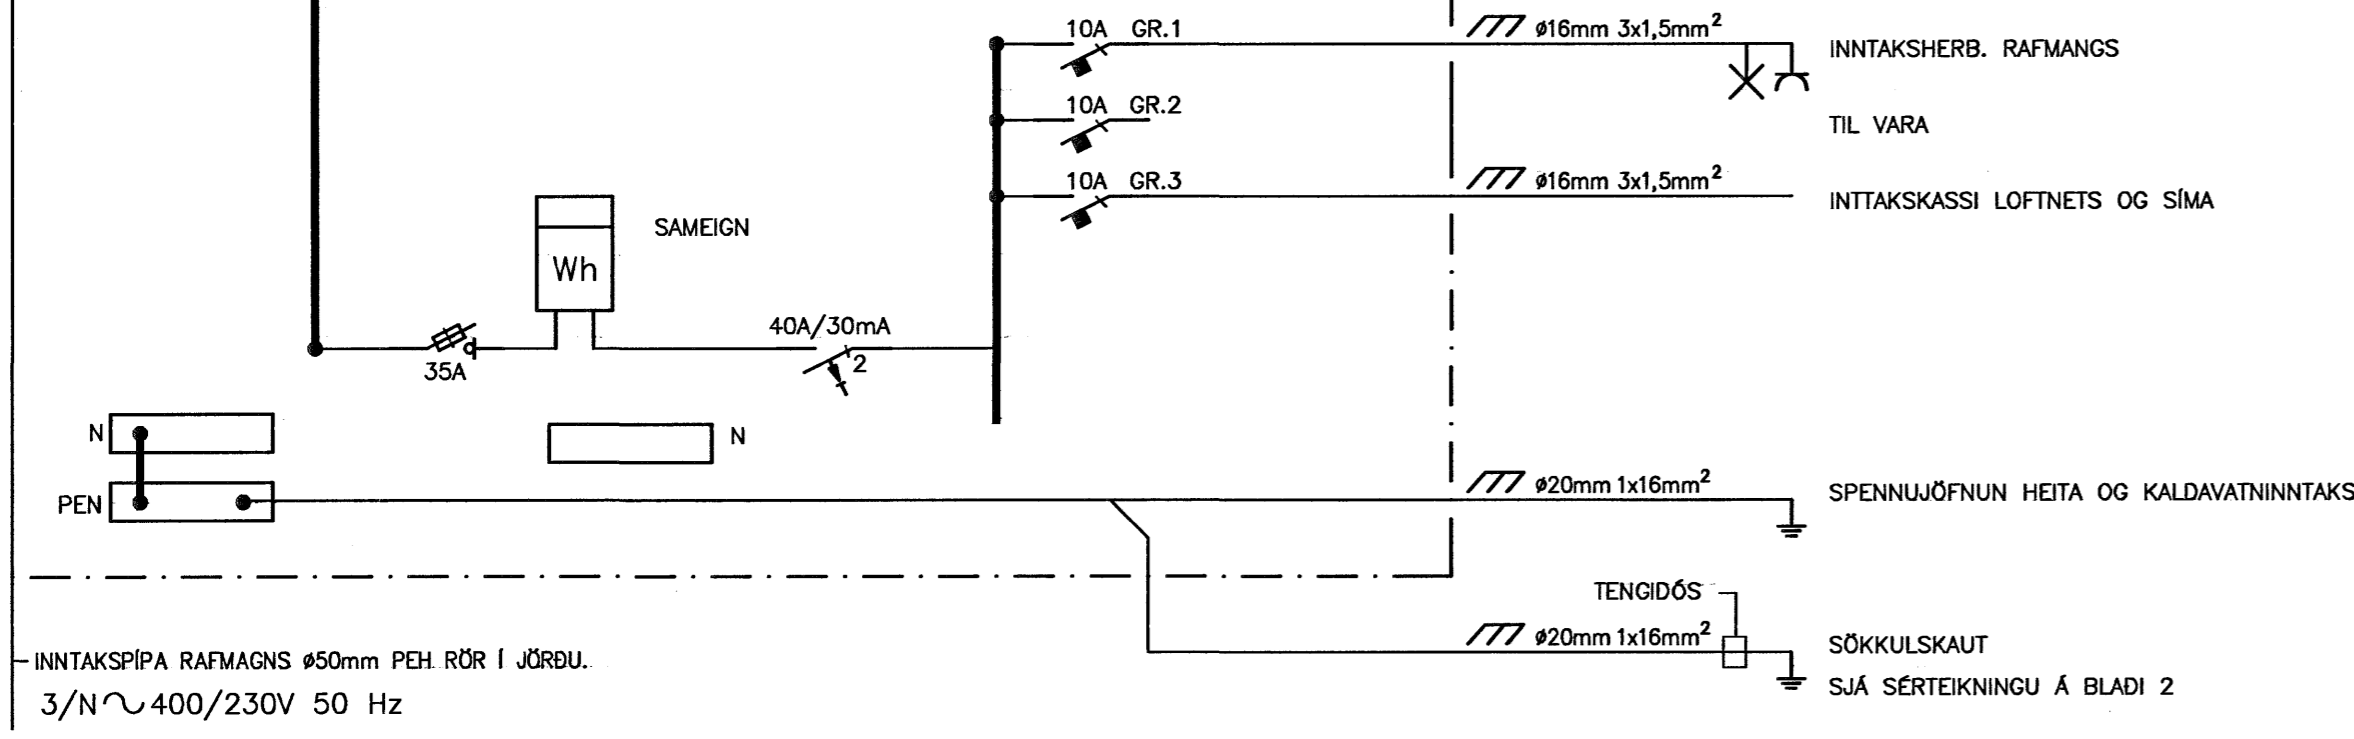 10A GR.1 ø16mm 3x1,5mm² INNTAKSHERB. RAFMANGS
10A GR.2 TIL VARA
10A GR.3 ø16mm 3x1,5mm² INTTAKSKASSI LOFTNETS OG SÍMA
SAMEIGN
Wh
40A/30mA
2
35A
N
N
PEN
ø20mm 1x16mm² SPENNUJÖFNUN HEITA OG KALDAVATNINNTAKS
TENGIDÓS
ø20mm 1x16mm² SÖKKULSKAUT
SJÁ SÉRTEIKNINGU Á BLAÐI 2
INNTAKSPÍPA RAFMAGNS ø50mm PEH RÖR Í JÖRÐU.
3/N～400/230V 50 Hz